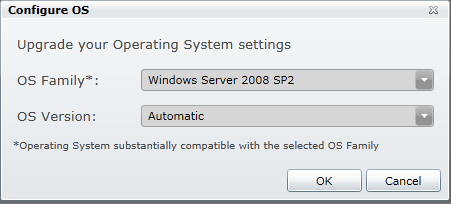 Configure OS
Upgrade your Operating System settings
OS Family*: Windows Server 2008 SP2
OS Version: Automatic
*Operating System substantially compatible with the selected OS Family
OK Cancel